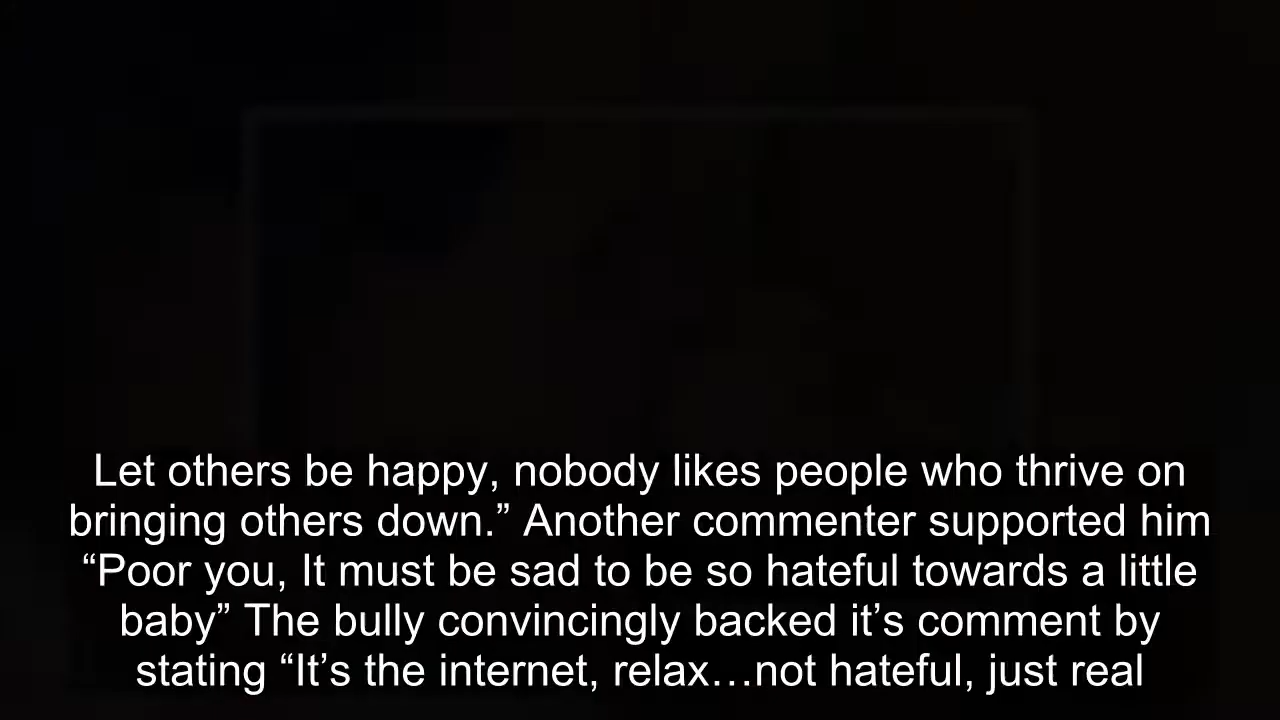 Let others be happy, nobody likes people who thrive on
bringing others down.” Another commenter supported him
“Poor you, It must be sad to be so hateful towards a little
baby” The bully convincingly backed it’s comment by
stating “It’s the internet, relax…not hateful, just real